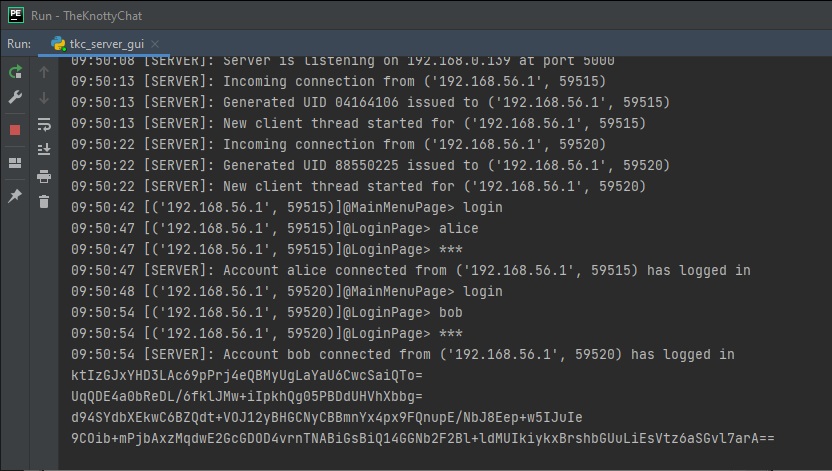 Run - TheKnottyChat
Run: tkc_server_gui
09:50:08 [SERVER]: Server is listening on 192.168.0.139 at port 5000
09:50:13 [SERVER]: Incoming connection from ('192.168.56.1', 59515)
09:50:13 [SERVER]: Generated UID 04164106 issued to ('192.168.56.1', 59515)
09:50:13 [SERVER]: New client thread started for ('192.168.56.1', 59515)
09:50:22 [SERVER]: Incoming connection from ('192.168.56.1', 59520)
09:50:22 [SERVER]: Generated UID 88550225 issued to ('192.168.56.1', 59520)
09:50:22 [SERVER]: New client thread started for ('192.168.56.1', 59520)
09:50:42 [('192.168.56.1', 59515)]@MainMenuPage> login
09:50:47 [('192.168.56.1', 59515)]@LoginPage> alice
09:50:47 [('192.168.56.1', 59515)]@LoginPage> ***
09:50:47 [SERVER]: Account alice connected from ('192.168.56.1', 59515) has logged in
09:50:48 [('192.168.56.1', 59520)]@MainMenuPage> login
09:50:54 [('192.168.56.1', 59520)]@LoginPage> bob
09:50:54 [('192.168.56.1', 59520)]@LoginPage> ***
09:50:54 [SERVER]: Account bob connected from ('192.168.56.1', 59520) has logged in
ktIzGJxYHD3LAc69pPrj4eQBMyUgLaYaU6CwcSaiQTo=
UqQDE4a0bReDL/6fklJMw+iIpkhQg05PBDdUHVhXbbg=
d94SYdbXEkwC6BZQdt+VOJ12yBHGCNyCBBmnYx4px9FQnupE/NbJ8Eep+w5IJuIe
9COib+mPjbAxzMqdwE2GcGDOD4vrnTNABiGsBiQ14GGNb2F2Bl+ldMUIkiykxBrshbGUuLiEsVtz6aSGvl7arA==